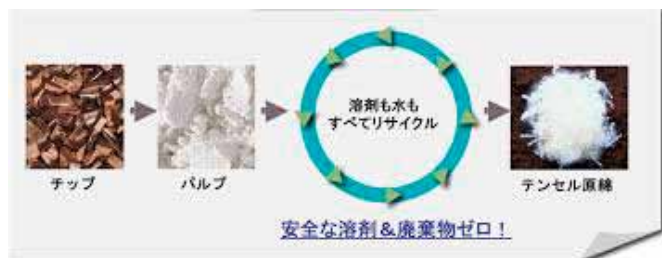 溶剤も水も
すべてリサイクル
チップ
パルプ
テンセル原綿
安全な溶剤&廃棄物ゼロ!